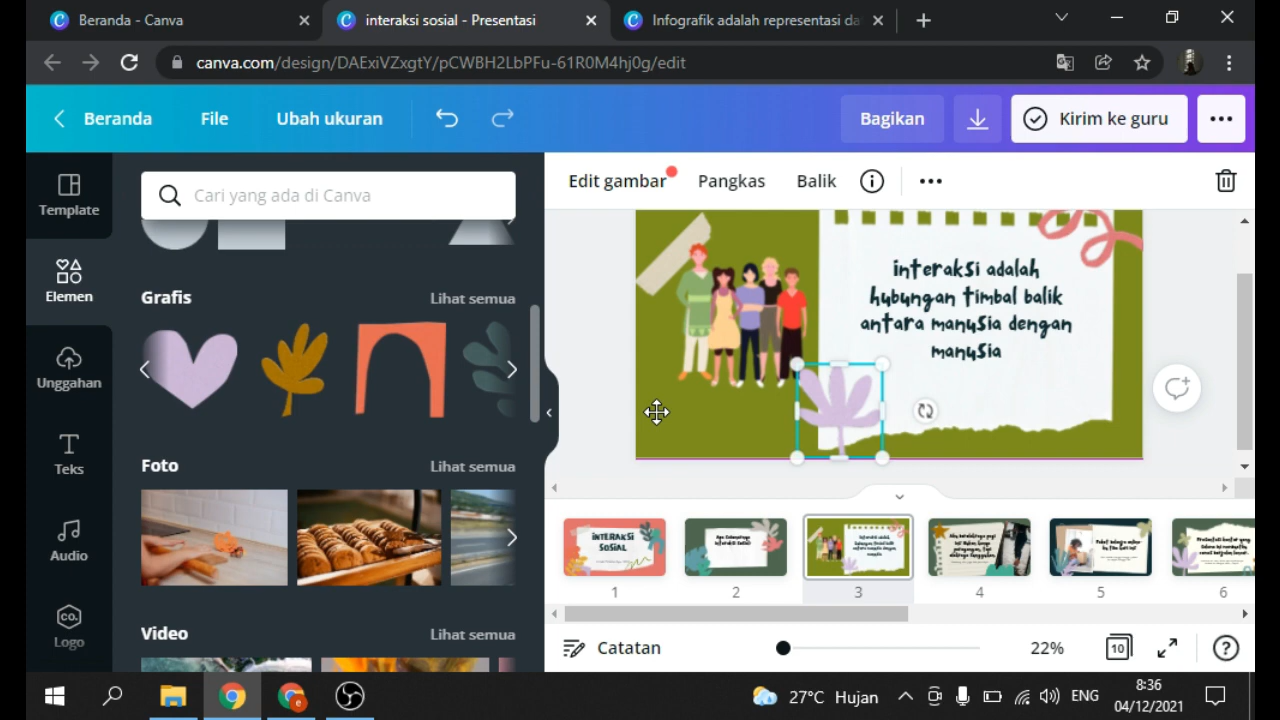 Beranda - Canva
interaksi sosial - Presentasi
Infografik adalah representasi da
canva.com/design/DAExiVZxgtY/pCWBH2LbPFu-61R0M4hj0g/edit
Beranda
File
Ubah ukuran
Bagikan
Kirim ke guru
Template
Elemen
Unggahan
Teks
Audio
co.
Logo
Cari yang ada di Canva
Grafis
Lihat semua
Foto
Lihat semua
Video
Lihat semua
Edit gambar
Pangkas
Balik
interaksi adalah
hubungan timbal balik
antara manusia dengan
manusia
INTERAKSI
SOSIAL
1
2
3
4
5
6
Catatan
22%
10
27°C Hujan
ENG
8:36
04/12/2021